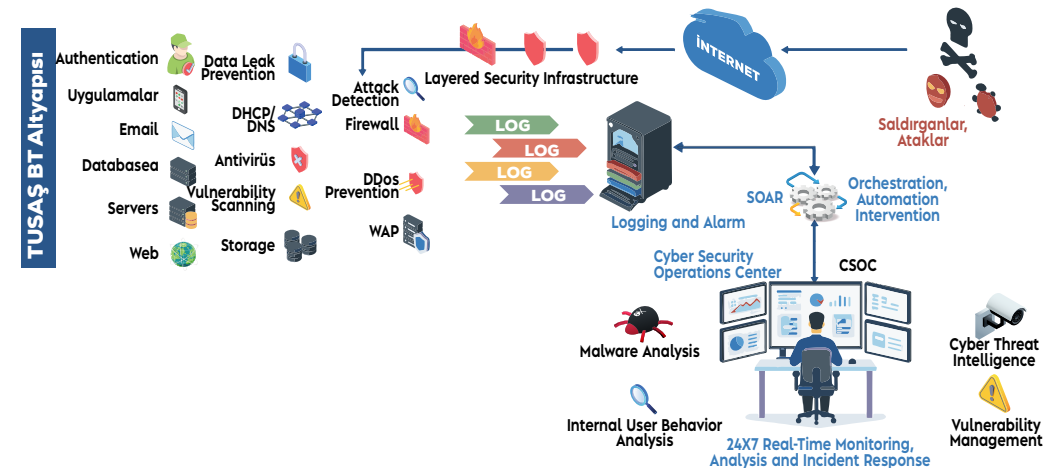 TUSAŞ BT Altyapısı
Authentication
Uygulamalar
Email
Databasea
Servers
Web
Data Leak
Prevention
DHCP/
DNS
Antivirüs
Vulnerability
Scanning
Storage
Attack
Detection
Firewall
DDos
Prevention
WAP
Layered Security Infrastructure
İNTERNET
Saldırganlar,
Ataklar
LOG
LOG
LOG
LOG
Logging and Alarm
SOAR
Orchestration,
Automation
Intervention
Cyber Security
Operations Center
CSOC
Malware Analysis
Internal User Behavior
Analysis
Cyber Threat
Intelligence
Vulnerability
Management
24X7 Real-Time Monitoring,
Analysis and Incident Response